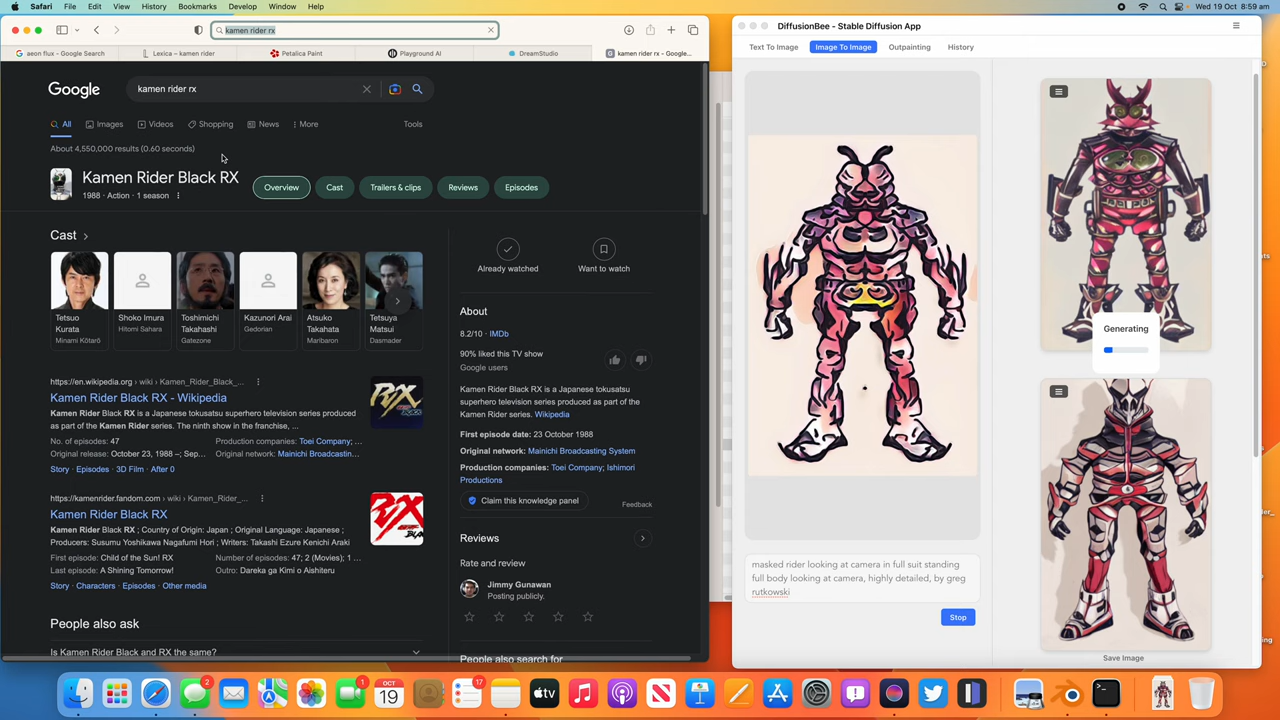 Safari File Edit View History Bookmarks Develop Window Help
Wed 19 Oct 8:59 am
kamen rider rx
aeon flux - Google Search
Lexica – kamen rider
Petalica Paint
Playground AI
DreamStudio
kamen rider rx - Google...
Google
kamen rider rx
All Images Videos Shopping News More Tools
About 4,550,000 results (0.60 seconds)
Kamen Rider Black RX
1988 · Action · 1 season
Overview Cast Trailers & clips Reviews Episodes
Cast
Tetsuo Kurata
Minami Kōtarō
Shoko Imura
Hitomi Sahara
Toshimichi Takahashi
Gatezone
Kazunori Arai
Gedorian
Atsuko Takahata
Maribaron
Tetsuya Matsui
Dasmader
https://en.wikipedia.org › wiki › Kamen_Rider_Black_...
Kamen Rider Black RX - Wikipedia
Kamen Rider Black RX is a Japanese tokusatsu superhero television series produced
as part of the Kamen Rider series. The ninth show in the franchise, ...
No. of episodes: 47 Production companies: Toei Company; ...
Original release: October 23, 1988 –; Sep... Original network: Mainichi Broadcastin...
Story · Episodes · 3D Film · After 0
https://kamenrider.fandom.com › wiki › Kamen_Rider_...
Kamen Rider Black RX
Kamen Rider Black RX ; Country of Origin: Japan ; Original Language: Japanese ;
Producers: Susumu Yoshikawa Nagafumi Hori ; Writers: Takashi Ezure Kenichi Araki
First episode: Child of the Sun! RX Number of episodes: 47; 2 (Movies); 1 ...
Last episode: A Shining Tomorrow! Outro: Dareka ga Kimi o Aishiteru
Story · Characters · Episodes · Other media
People also ask
Is Kamen Rider Black and RX the same?
Already watched
Want to watch
About
8.2/10 · IMDb
90% liked this TV show
Google users
Kamen Rider Black RX is a Japanese tokusatsu
superhero television series produced as part of the
Kamen Rider series. Wikipedia
First episode date: 23 October 1988
Original network: Mainichi Broadcasting System
Production companies: Toei Company; Ishimori
Productions
Claim this knowledge panel
Feedback
Reviews
Rate and review
Jimmy Gunawan
Posting publicly.
People also search for
RX
RX
DiffusionBee - Stable Diffusion App
Text To Image Image To Image Outpainting History
Generating
masked rider looking at camera in full suit standing
full body looking at camera, highly detailed, by greg
rutkowski
Stop
Save Image
OCT
19
2
1
17
tv